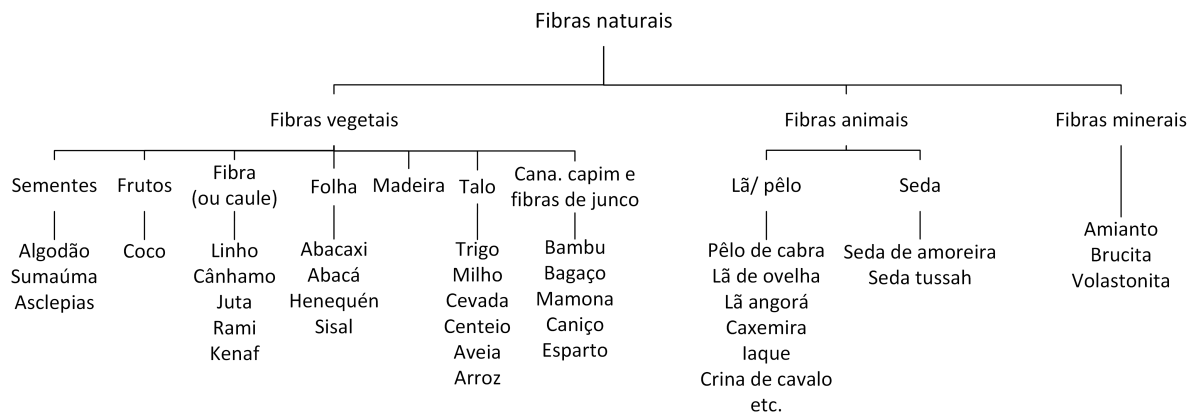 Fibras naturais
Fibras vegetais
Fibras animais
Fibras minerais
Sementes
Frutos
Fibra
(ou caule)
Folha
Madeira
Talo
Cana. capim e
fibras de junco
Lã/ pêlo
Seda
Algodão
Sumaúma
Asclepias
Coco
Linho
Cânhamo
Juta
Rami
Kenaf
Abacaxi
Abacá
Henequén
Sisal
Trigo
Milho
Cevada
Centeio
Aveia
Arroz
Bambu
Bagaço
Mamona
Caniço
Esparto
Pêlo de cabra
Lã de ovelha
Lã angorá
Caxemira
Iaque
Crina de cavalo
etc.
Seda de amoreira
Seda tussah
Amianto
Brucita
Volastonita